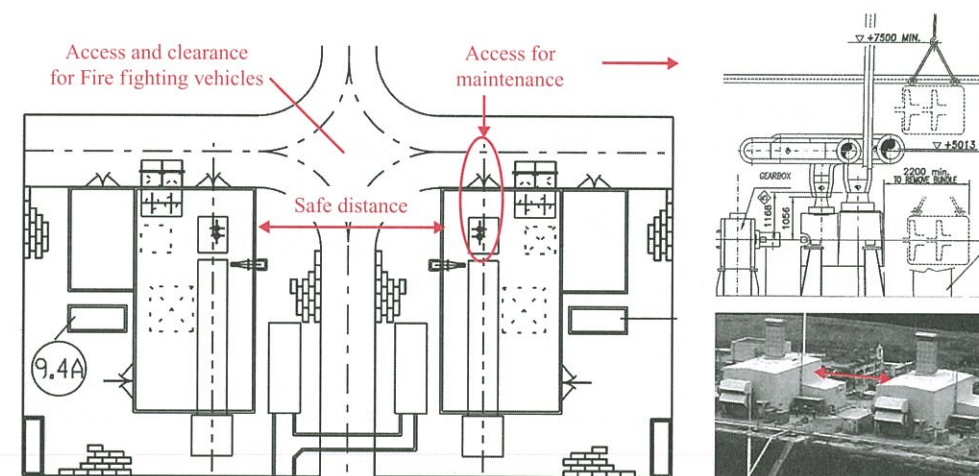 Access and clearance
for Fire fighting vehicles
Access for
maintenance
Safe distance
9.4A
+7500 MIN.
+5013
GEARBOX
2200 min.
TO REMOVE BUNDLE
1168
1056